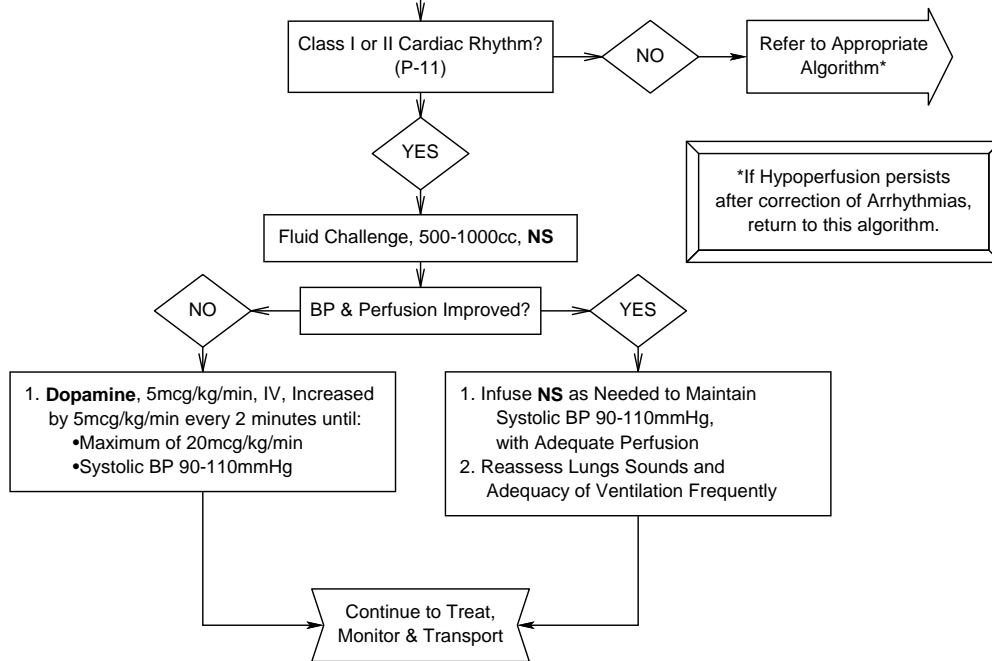 Class I or II Cardiac Rhythm?
(P-11)
NO
Refer to Appropriate
Algorithm*
YES
*If Hypoperfusion persists
after correction of Arrhythmias,
return to this algorithm.
Fluid Challenge, 500-1000cc, NS
NO
BP & Perfusion Improved?
YES
1. Dopamine, 5mcg/kg/min, IV, Increased
by 5mcg/kg/min every 2 minutes until:
•Maximum of 20mcg/kg/min
•Systolic BP 90-110mmHg
1. Infuse NS as Needed to Maintain
Systolic BP 90-110mmHg,
with Adequate Perfusion
2. Reassess Lungs Sounds and
Adequacy of Ventilation Frequently
Continue to Treat,
Monitor & Transport